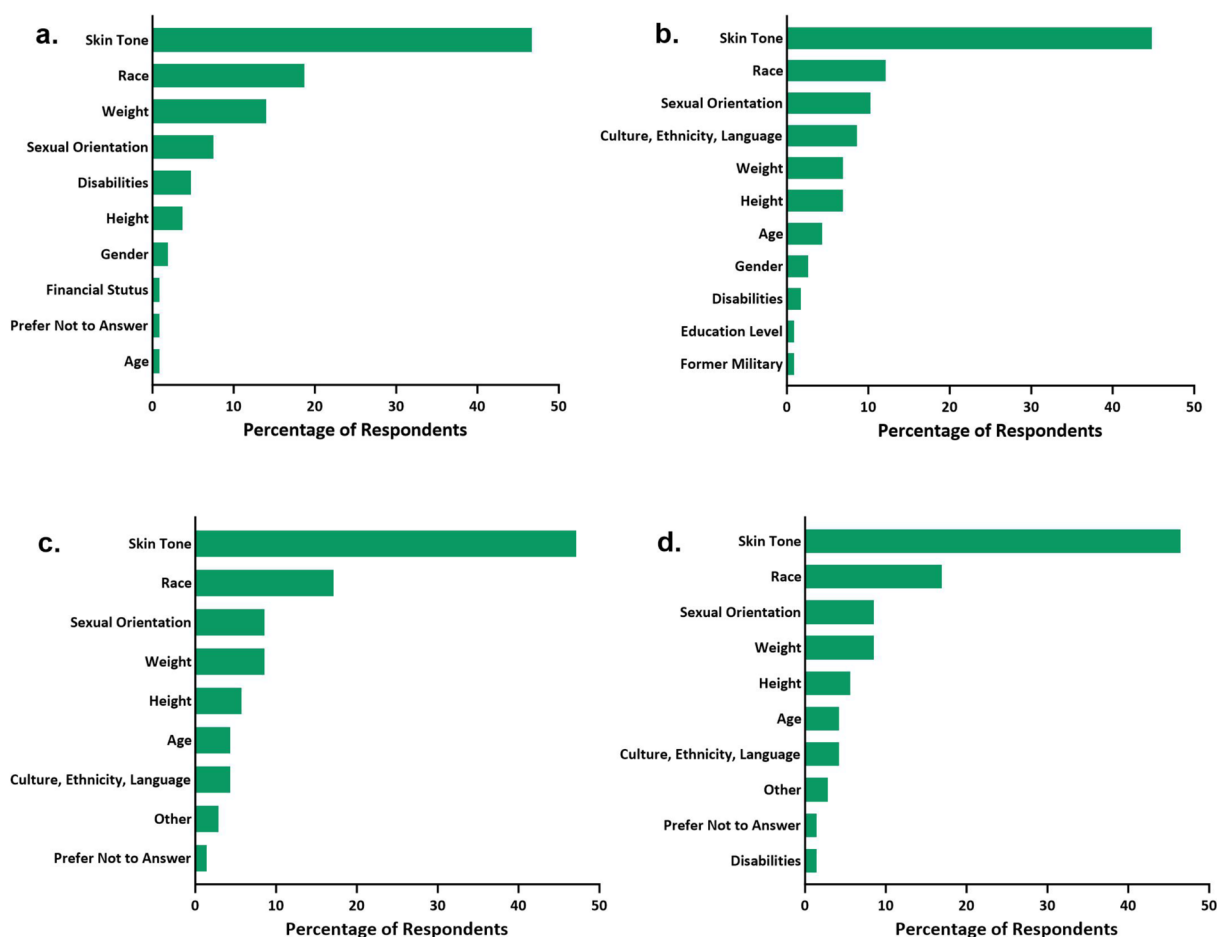 a.
Skin Tone
Race
Weight
Sexual Orientation
Disabilities
Height
Gender
Financial Stutus
Prefer Not to Answer
Age
0 10 20 30 40 50
Percentage of Respondents
b.
Skin Tone
Race
Sexual Orientation
Culture, Ethnicity, Language
Weight
Height
Age
Gender
Disabilities
Education Level
Former Military
0 10 20 30 40 50
Percentage of Respondents
c.
Skin Tone
Race
Sexual Orientation
Weight
Height
Age
Culture, Ethnicity, Language
Other
Prefer Not to Answer
0 10 20 30 40 50
Percentage of Respondents
d.
Skin Tone
Race
Sexual Orientation
Weight
Height
Age
Culture, Ethnicity, Language
Other
Prefer Not to Answer
Disabilities
0 10 20 30 40 50
Percentage of Respondents